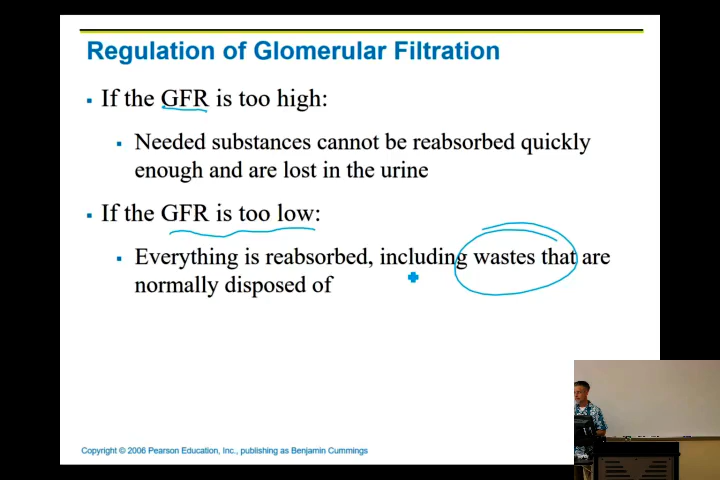 Regulation of Glomerular Filtration
▪ If the GFR is too high:
▪ Needed substances cannot be reabsorbed quickly
enough and are lost in the urine
▪ If the GFR is too low:
▪ Everything is reabsorbed, including wastes that are
normally disposed of
Copyright © 2006 Pearson Education, Inc., publishing as Benjamin Cummings